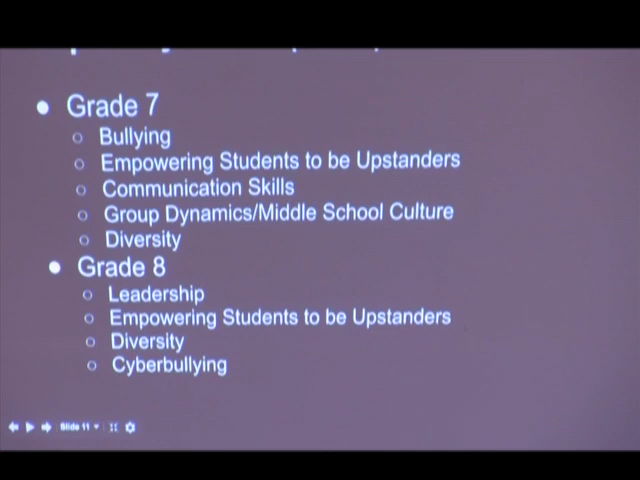 Grade 7
Bullying
Empowering Students to be Upstanders
Communication Skills
Group Dynamics/Middle School Culture
Diversity
Grade 8
Leadership
Empowering Students to be Upstanders
Diversity
Cyberbullying
Slide 11